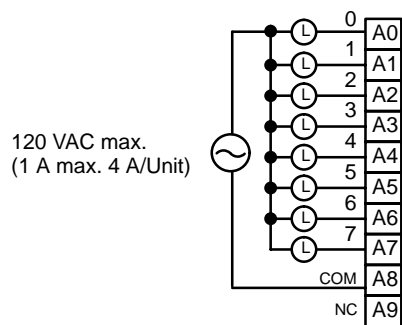 0 A0
L
1 A1
L
2 A2
L
3 A3
L
4 A4
L
5 A5
L
6 A6
L
7 A7
L
120 VAC max.
(1 A max. 4 A/Unit)
COM A8
NC A9